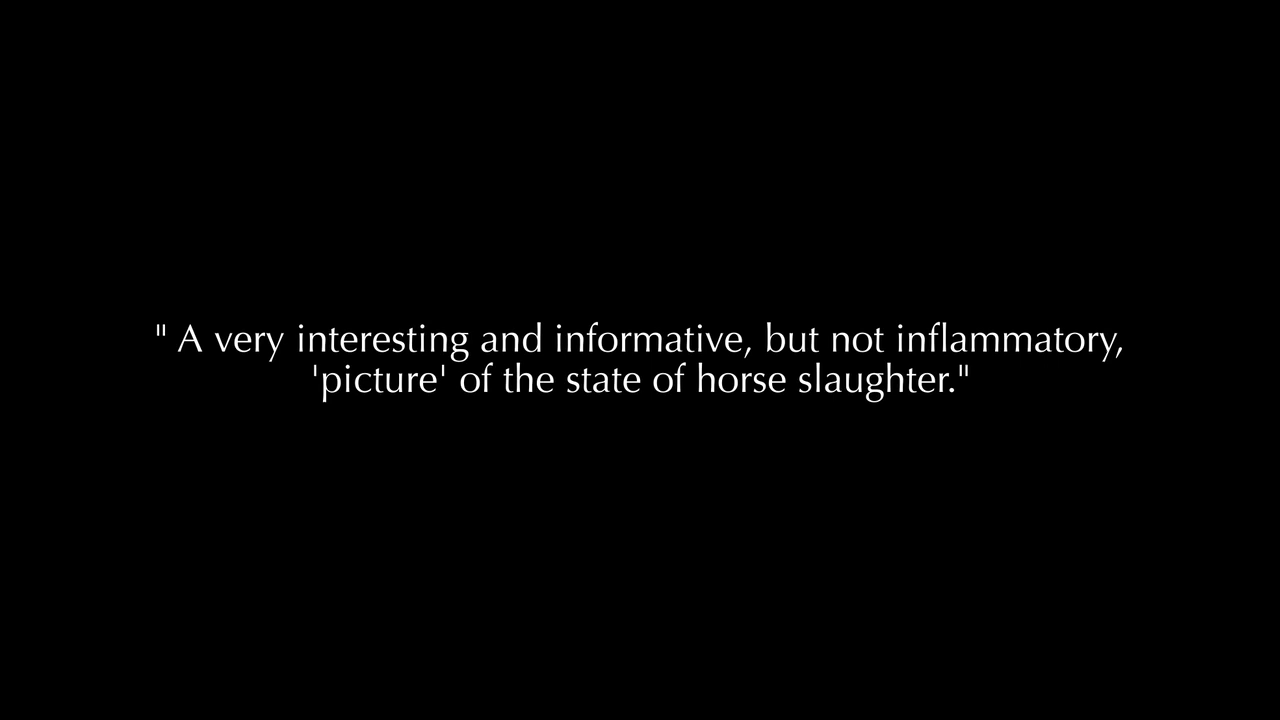 " A very interesting and informative, but not inflammatory,
'picture' of the state of horse slaughter."